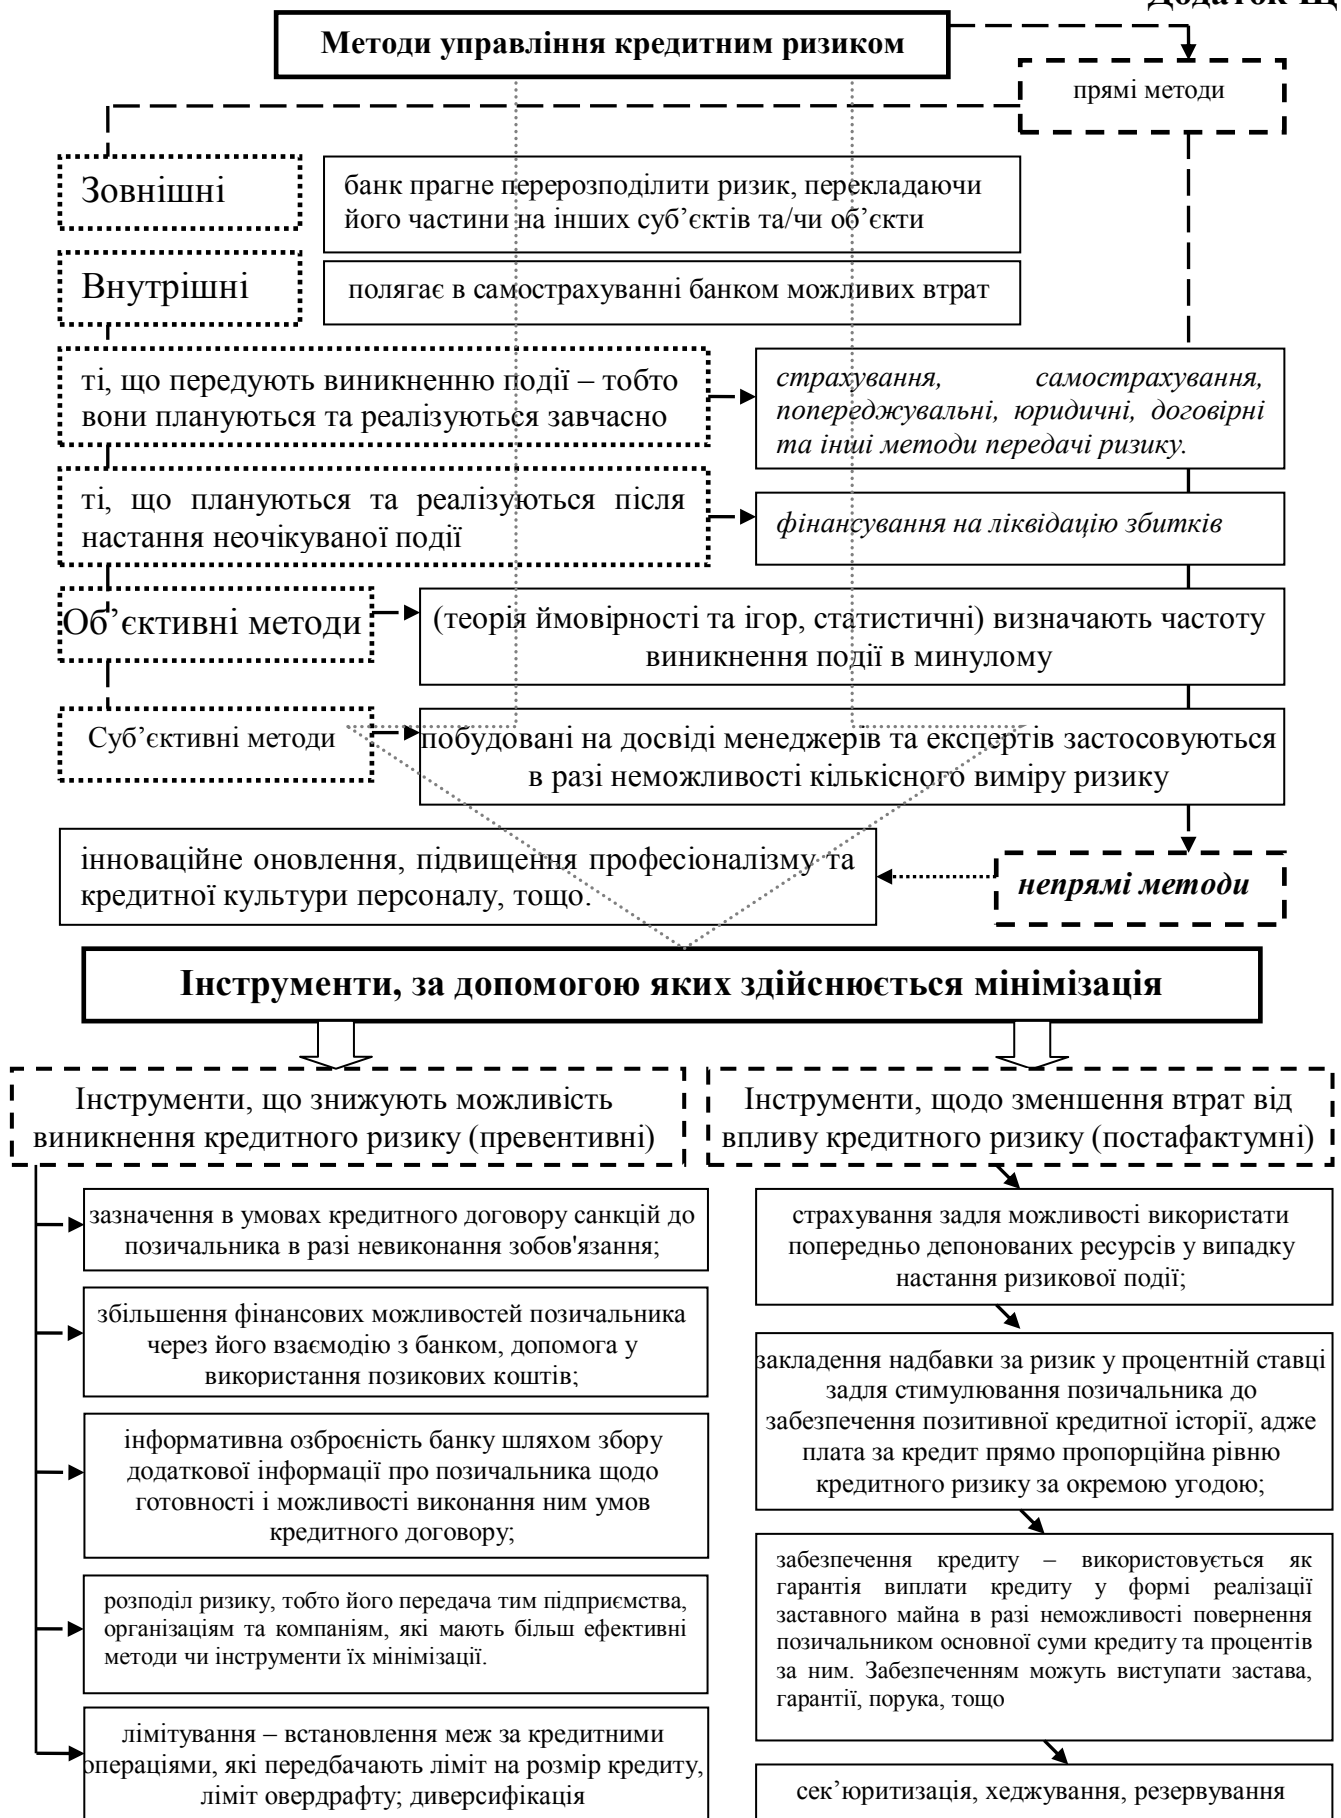 Додаток Щ
Методи управління кредитним ризиком
прямі методи
Зовнішні
банк прагне перерозподілити ризик, перекладаючи
його частини на інших суб’єктів та/чи об’єкти
Внутрішні
полягає в самострахуванні банком можливих втрат
ті, що передують виникненню події – тобто
вони плануються та реалізуються завчасно
страхування, самострахування,
попереджувальні, юридичні, договірні
та інші методи передачі ризику.
ті, що плануються та реалізуються після
настання неочікуваної події
фінансування на ліквідацію збитків
Об’єктивні методи
(теорія ймовірності та ігор, статистичні) визначають частоту
виникнення події в минулому
Суб’єктивні методи
побудовані на досвіді менеджерів та експертів застосовуються
в разі неможливості кількісного виміру ризику
інноваційне оновлення, підвищення професіоналізму та
кредитної культури персоналу, тощо.
непрямі методи
Інструменти, за допомогою яких здійснюється мінімізація
Інструменти, що знижують можливість
виникнення кредитного ризику (превентивні)
Інструменти, щодо зменшення втрат від
впливу кредитного ризику (постафактумні)
зазначення в умовах кредитного договору санкцій до
позичальника в разі невиконання зобов'язання;
збільшення фінансових можливостей позичальника
через його взаємодію з банком, допомога у
використання позикових коштів;
інформативна озброєність банку шляхом збору
додаткової інформації про позичальника щодо
готовності і можливості виконання ним умов
кредитного договору;
розподіл ризику, тобто його передача тим підприємства,
організаціям та компаніям, які мають більш ефективні
методи чи інструменти їх мінімізації.
лімітування – встановлення меж за кредитними
операціями, які передбачають ліміт на розмір кредиту,
ліміт овердрафту; диверсифікація
страхування задля можливості використати
попередньо депонованих ресурсів у випадку
настання ризикової події;
закладення надбавки за ризик у процентній ставці
задля стимулювання позичальника до
забезпечення позитивної кредитної історії, адже
плата за кредит прямо пропорційна рівню
кредитного ризику за окремою угодою;
забезпечення кредиту – використовується як
гарантія виплати кредиту у формі реалізації
заставного майна в разі неможливості повернення
позичальником основної суми кредиту та процентів
за ним. Забезпеченням можуть виступати застава,
гарантії, порука, тощо
сек’юритизація, хеджування, резервування